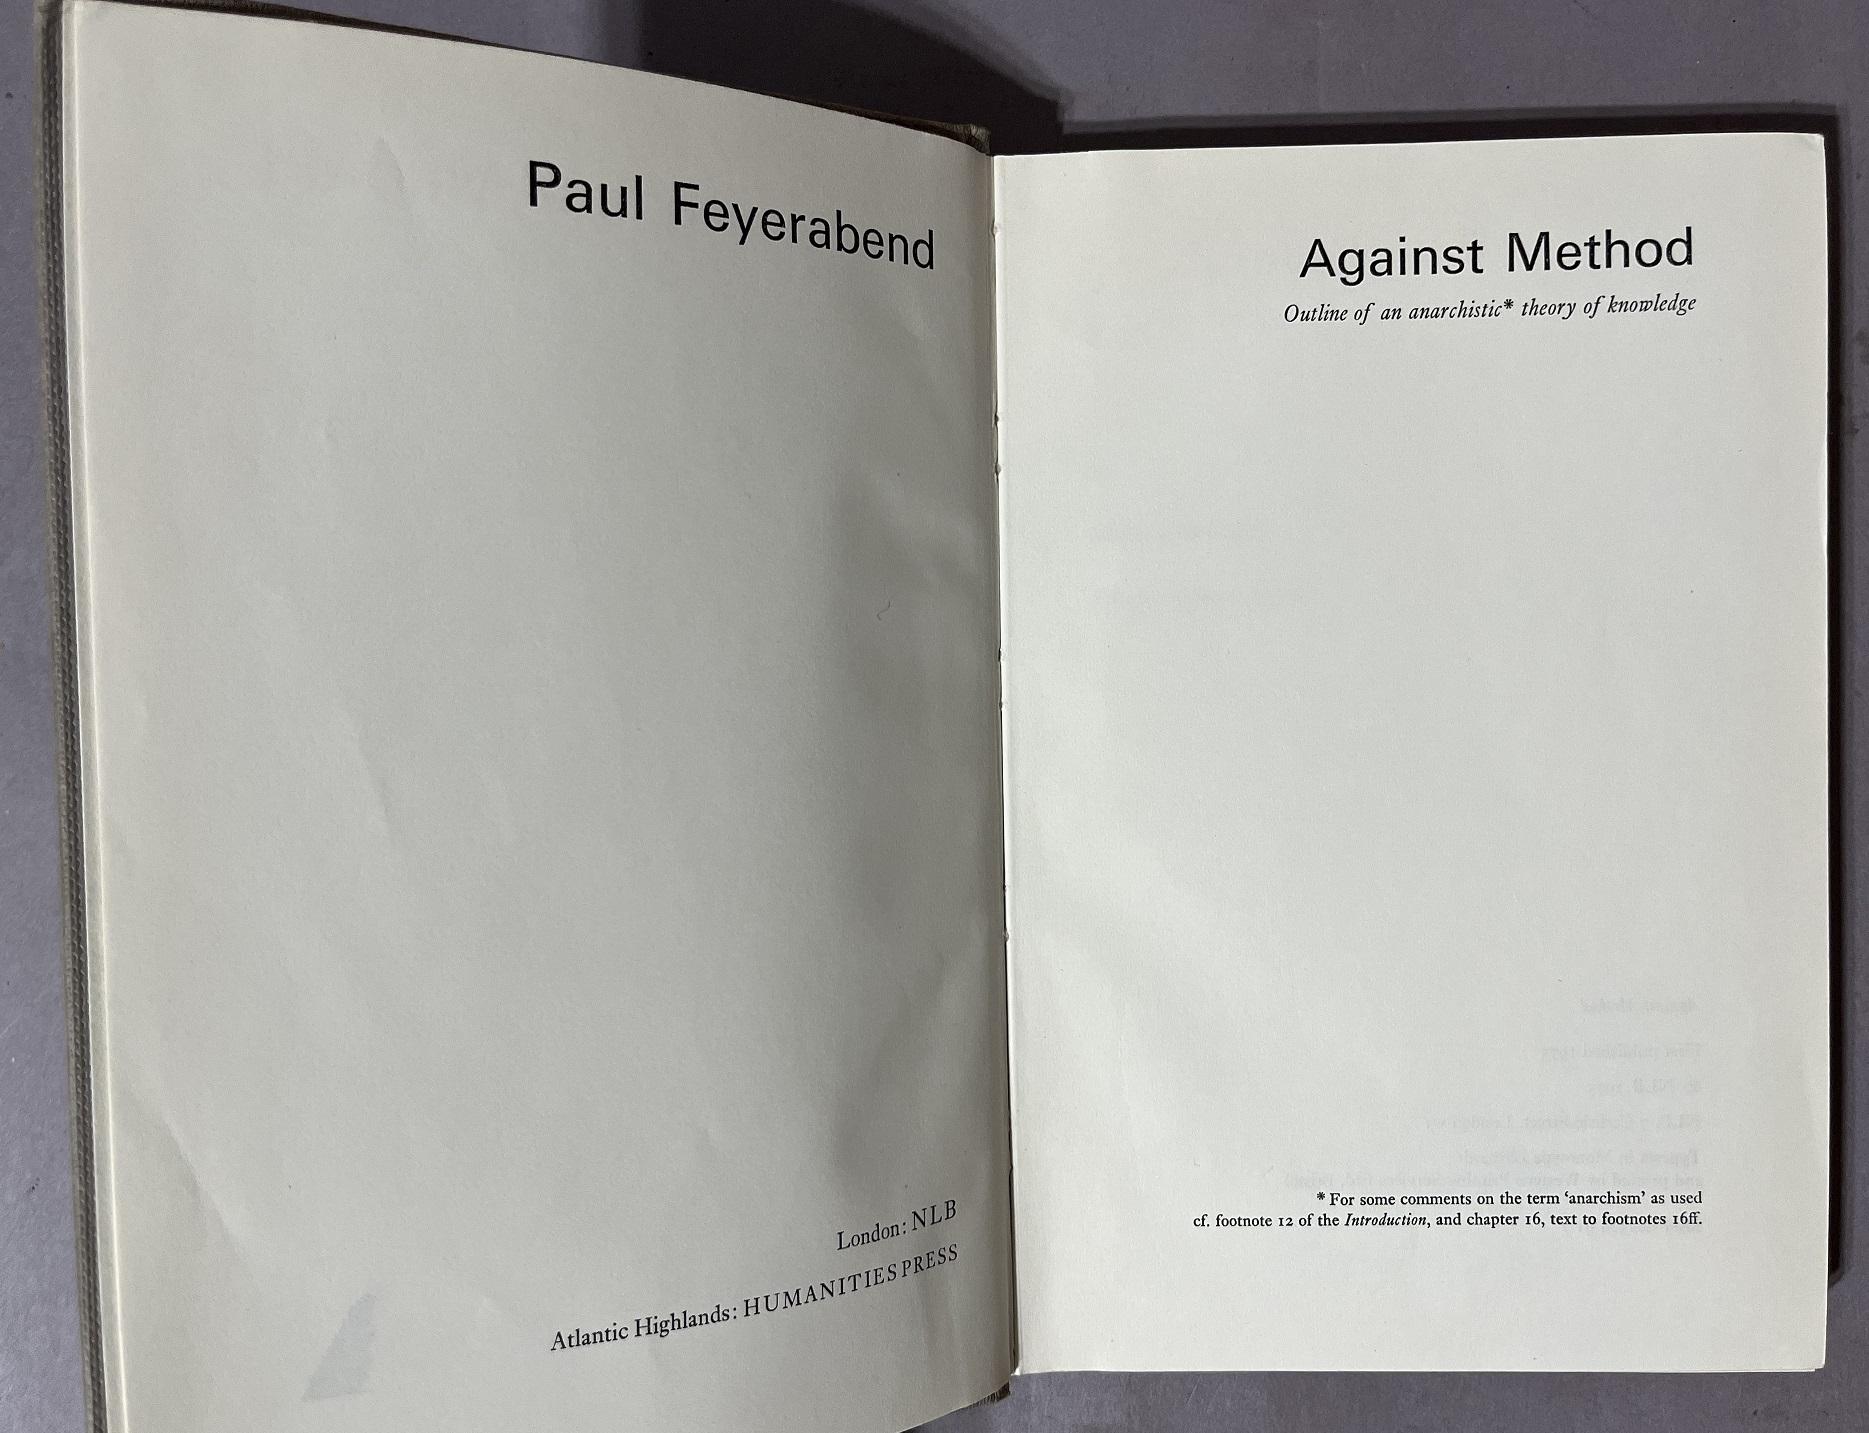 Paul Feyerabend
London: NLB
Atlantic Highlands: HUMANITIES PRESS
Against Method
Outline of an anarchistic* theory of knowledge
* For some comments on the term ‘anarchism’ as used
cf. footnote 12 of the Introduction, and chapter 16, text to footnotes 16ff.